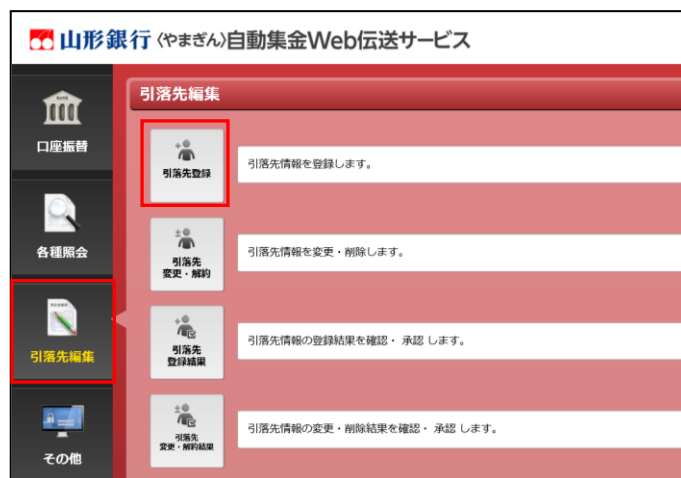 山形銀行 〈やまぎん〉自動集金Web伝送サービス
引落先編集
口座振替
各種照会
引落先編集
その他
引落先登録
引落先情報を登録します。
引落先
変更・解約
引落先情報を変更・削除します。
引落先
登録結果
引落先情報の登録結果を確認・ 承認 します。
引落先
変更・解約結果
引落先情報の変更・削除結果を確認・ 承認 します。